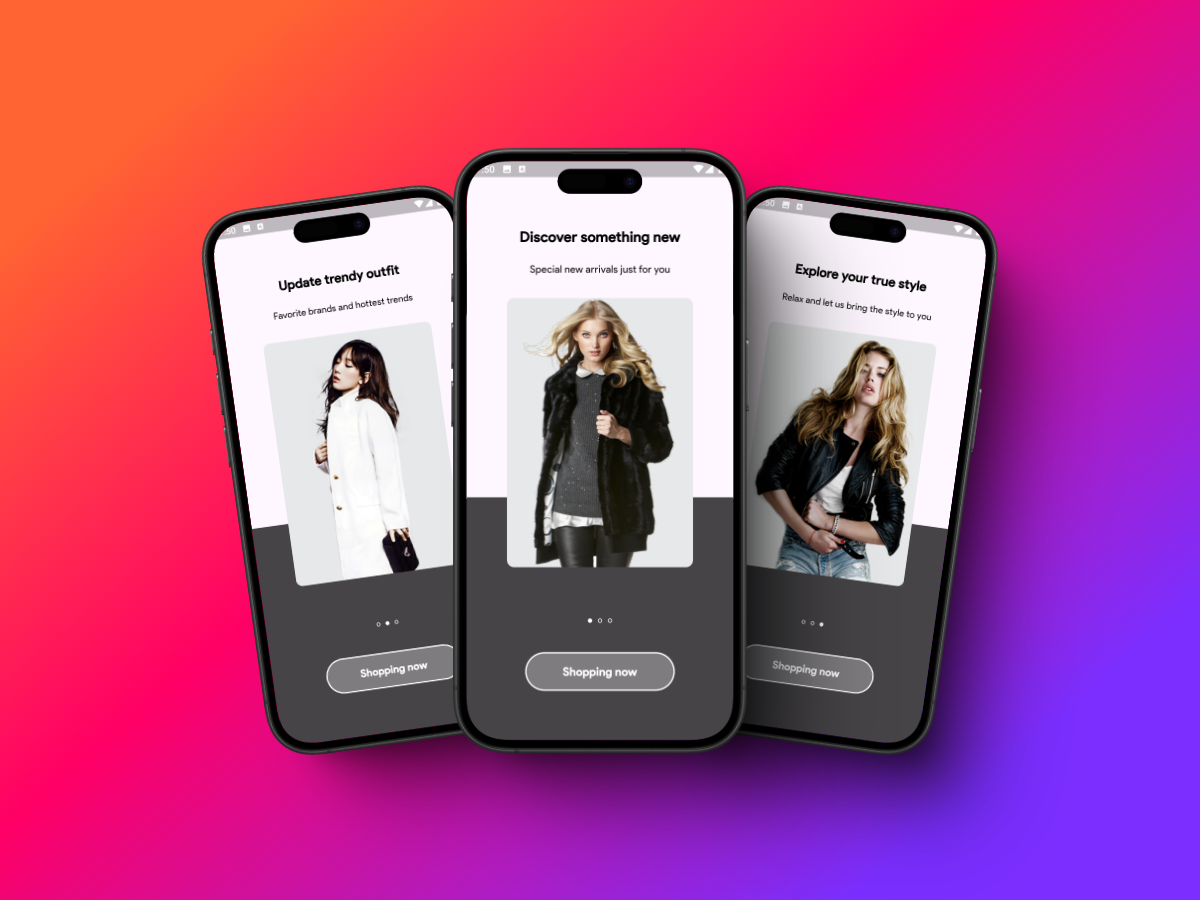 :50
Update trendy outfit
Favorite brands and hottest trends
Shopping now
:50
Discover something new
Special new arrivals just for you
Shopping now
:50
Explore your true style
Relax and let us bring the style to you
Shopping now